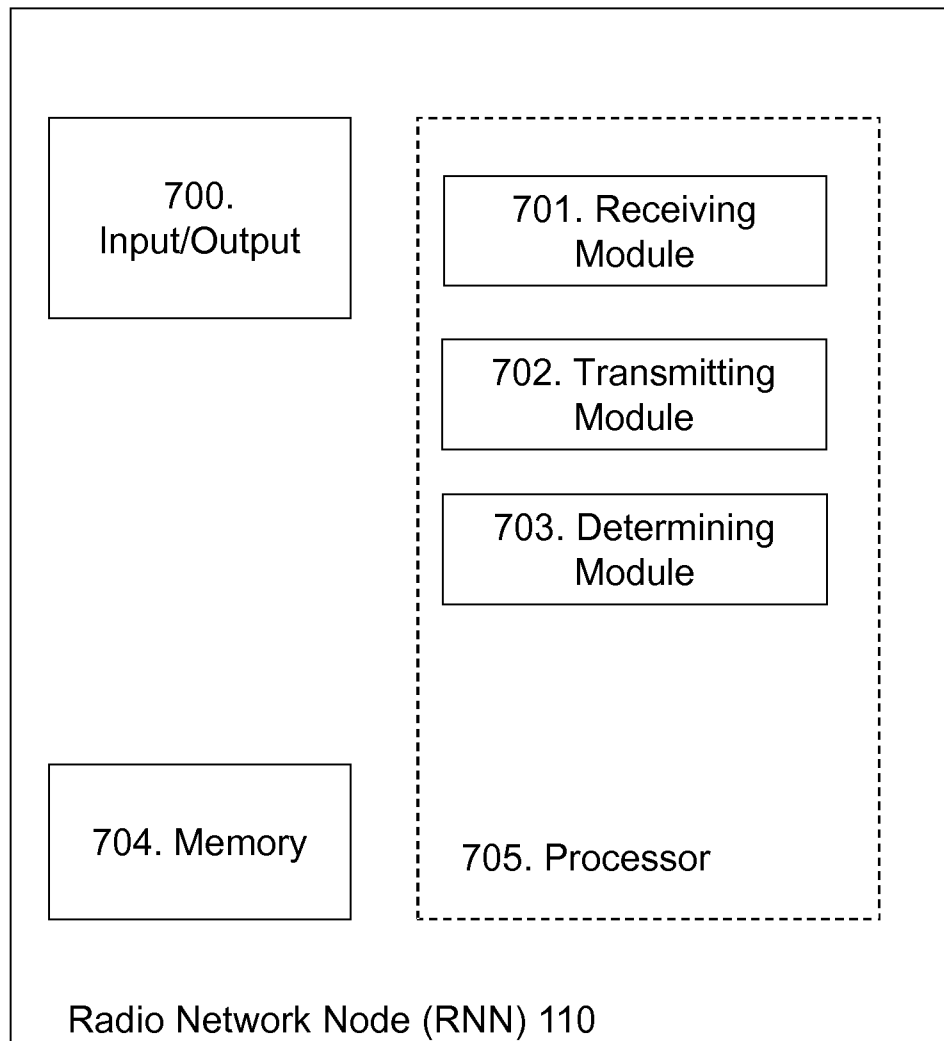 700.
Input/Output
701. Receiving
Module
702. Transmitting
Module
703. Determining
Module
704. Memory
705. Processor
Radio Network Node (RNN) 110